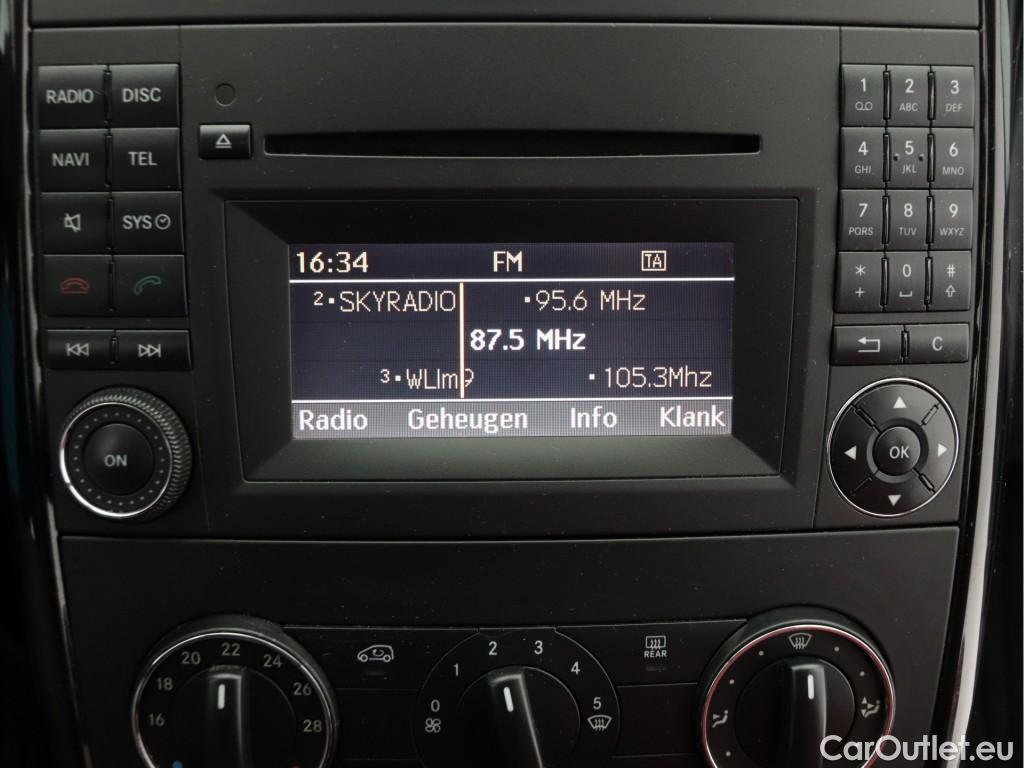 RADIO DISC
NAVI TEL
SYS
ON
16:34 FM TA
2 • SKYRADIO • 95.6 MHz
87.5 MHz
3 • WLIm9 • 105.3Mhz
Radio Geheugen Info Klank
1 2 3
ABC DEF
4 5 6
GHI JKL MNO
7 8 9
PQRS TUV WXYZ
* 0 #
+
C
OK
16 18 20 22 24 26 28
0 1 2 3 4 5
REAR
CarOutlet.eu